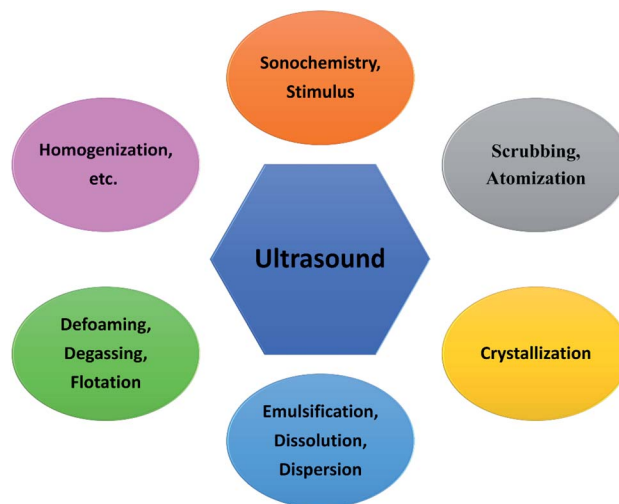 Sonochemistry,
Stimulus
Homogenization,
etc.
Scrubbing,
Atomization
Ultrasound
Defoaming,
Degassing,
Flotation
Crystallization
Emulsification,
Dissolution,
Dispersion